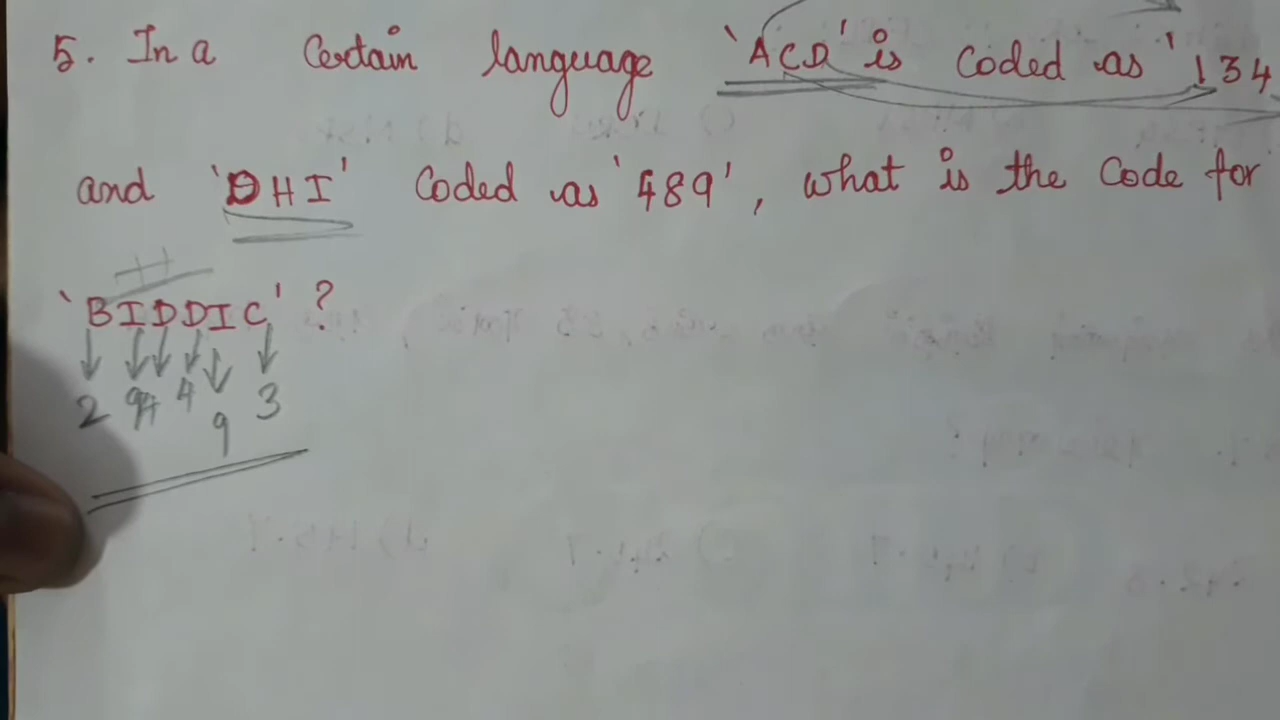 5. In a Certain language 'ACD' is Coded as '134
and 'DHI' Coded as '489', what is the Code for
'BIDDIC' ?
2 9 4 4 9 3